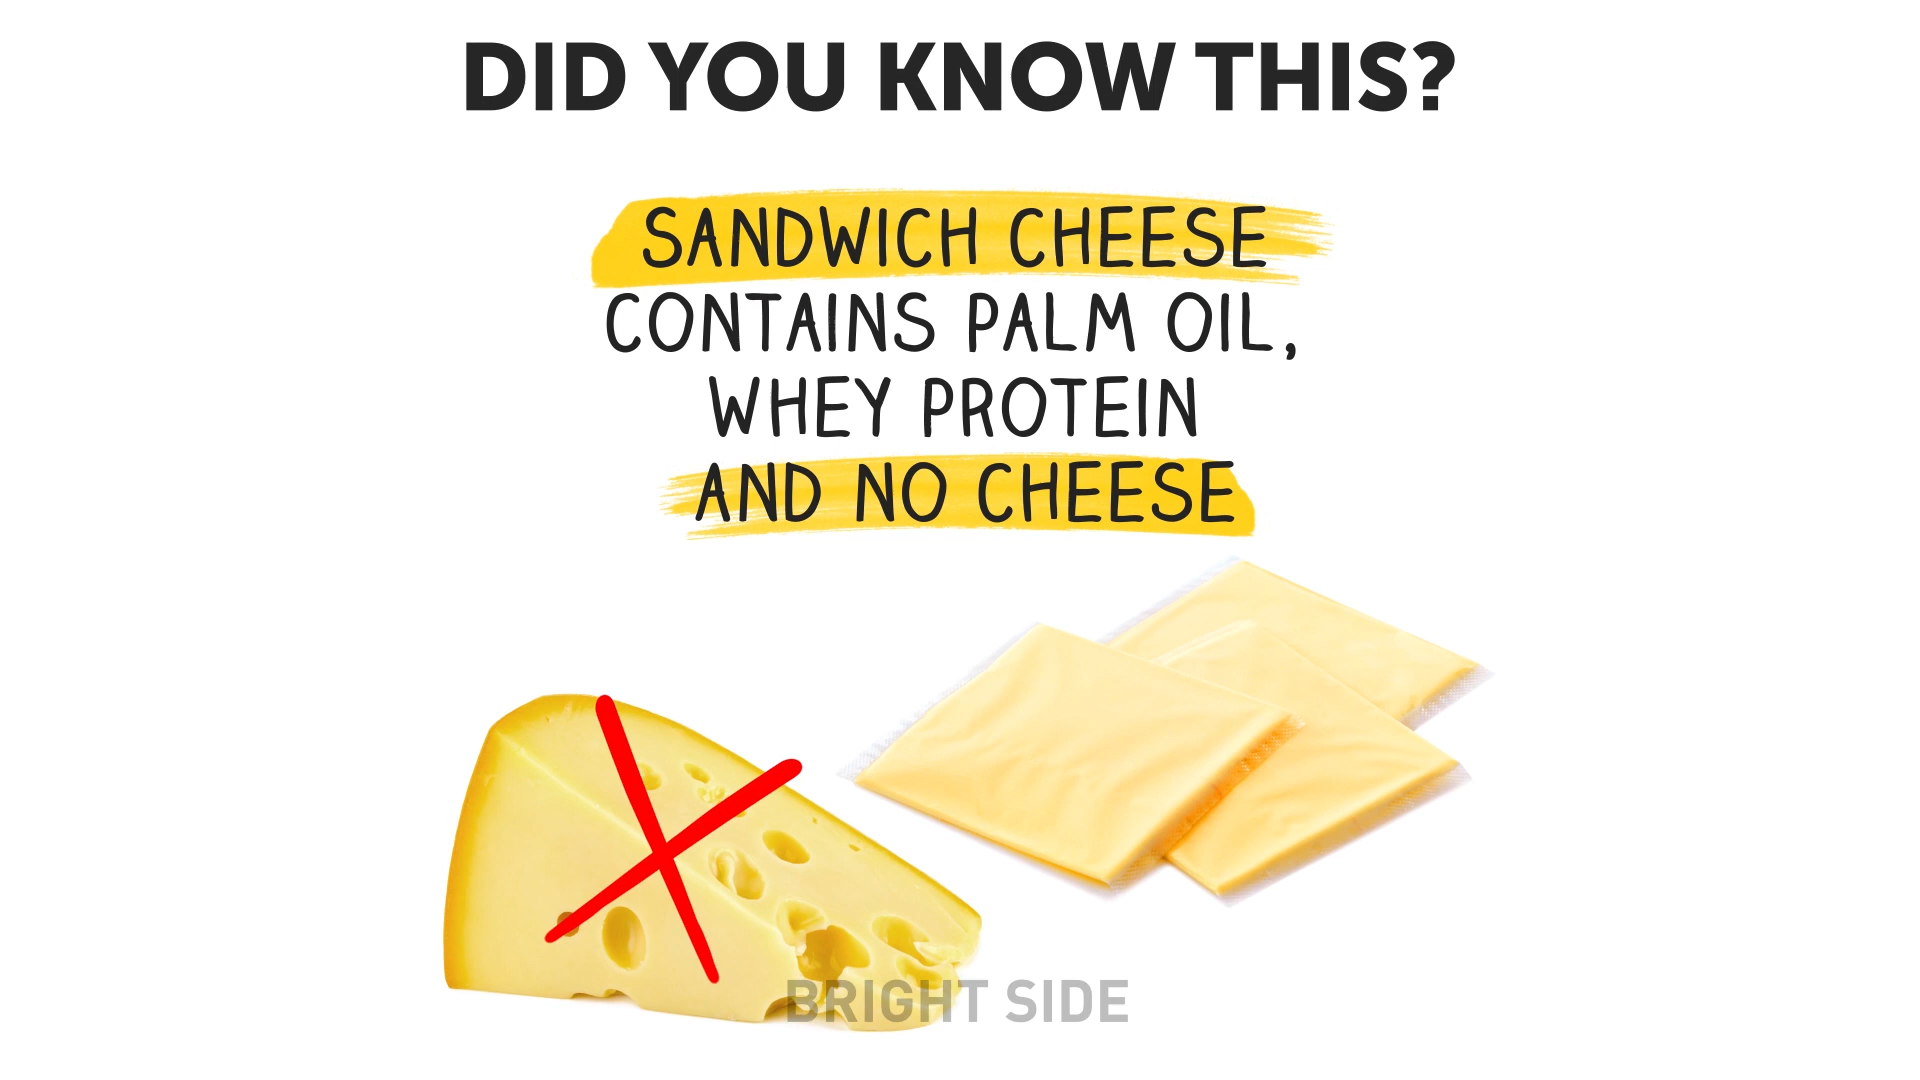 DID YOU KNOW THIS?
SANDWICH CHEESE
CONTAINS PALM OIL,
WHEY PROTEIN
AND NO CHEESE
BRIGHT SIDE